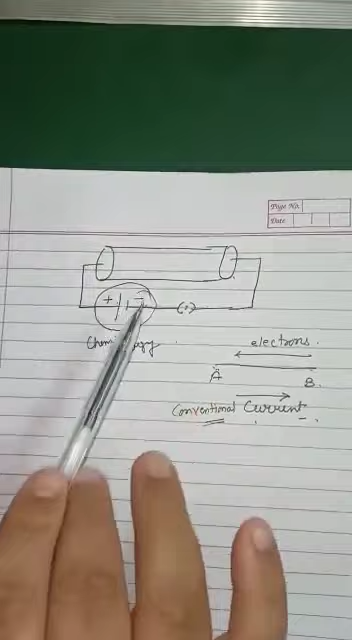 Page No.
Date
+ -
(•)
electrons.
A B.
Conventional Current